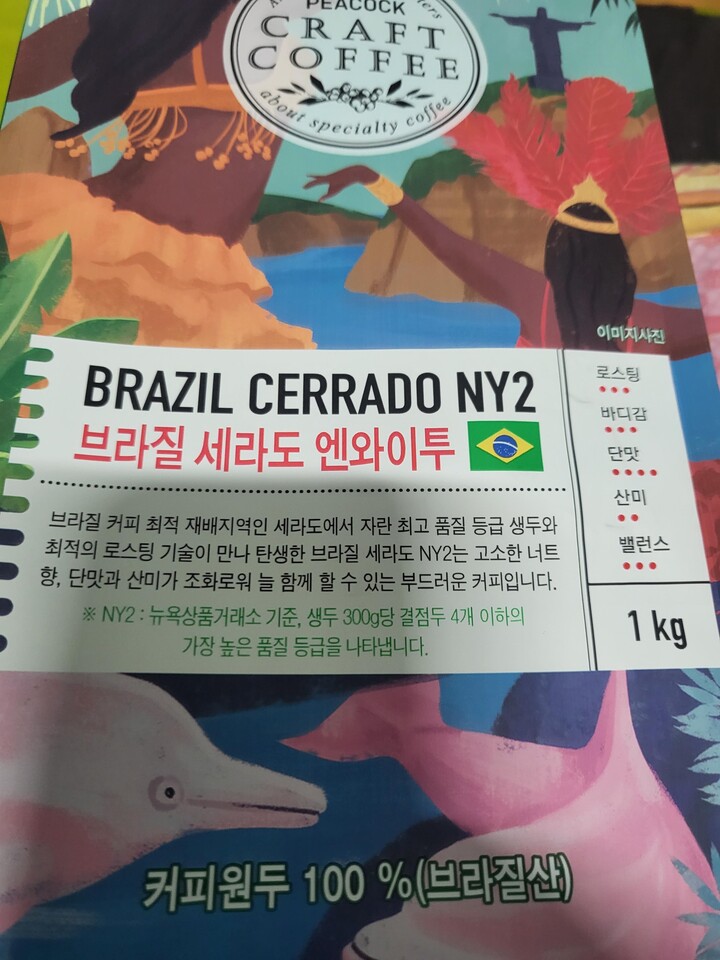 PEACOCK
CRAFT
COFFEE
about specialty coffee
이미지사진
BRAZIL CERRADO NY2
브라질 세라도 엔와이투
브라질 커피 최적 재배지역인 세라도에서 자란 최고 품질 등급 생두와
최적의 로스팅 기술이 만나 탄생한 브라질 세라도 NY2는 고소한 너트
향, 단맛과 산미가 조화로워 늘 함께 할 수 있는 부드러운 커피입니다.
※ NY2 : 뉴욕상품거래소 기준, 생두 300g당 결점두 4개 이하의
가장 높은 품질 등급을 나타냅니다.
로스팅
바디감
단맛
산미
밸런스
1 kg
커피원두 100 %(브라질산)